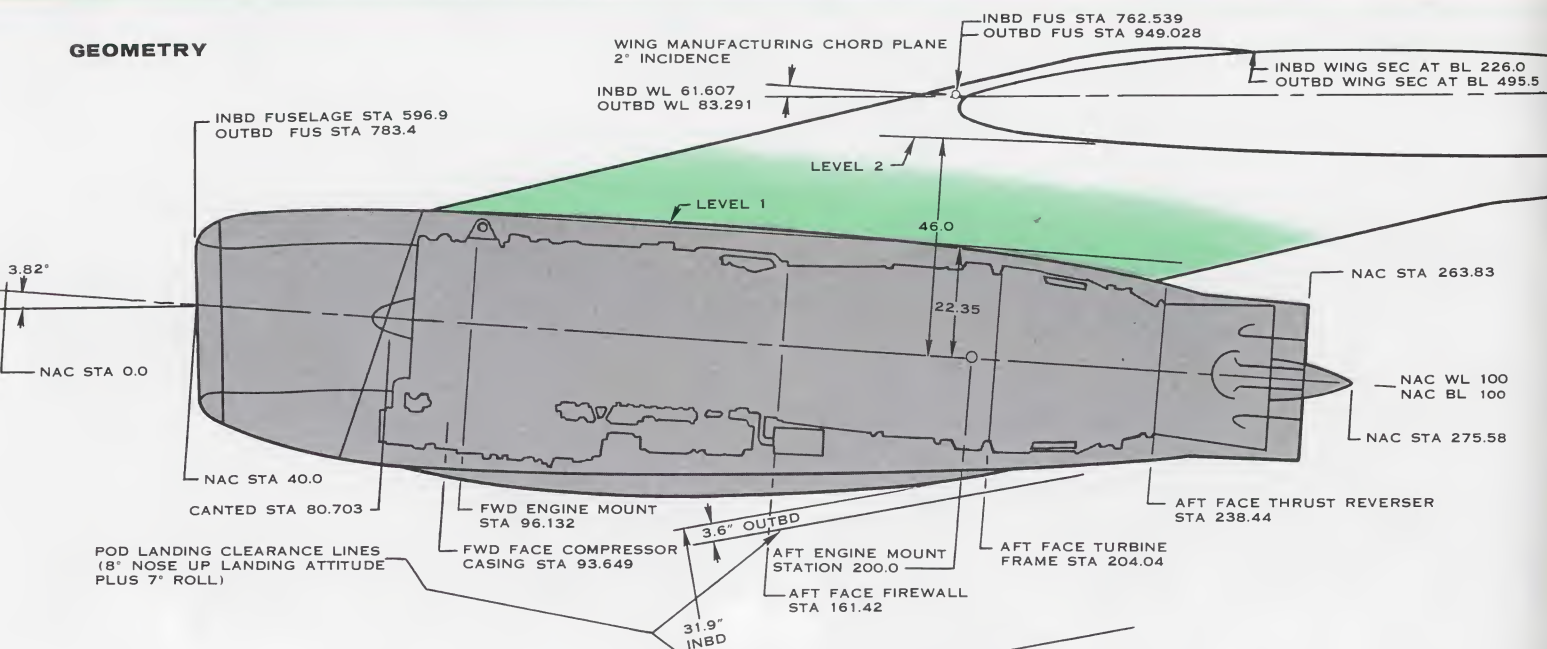 GEOMETRY
WING MANUFACTURING CHORD PLANE
2° INCIDENCE
INBD WL 61.607
OUTBD WL 83.291
INBD FUS STA 762.539
OUTBD FUS STA 949.028
INBD WING SEC AT BL 226.0
OUTBD WING SEC AT BL 495.5
INBD FUSELAGE STA 596.9
OUTBD FUS STA 783.4
LEVEL 2
LEVEL 1
46.0
22.35
3.82°
NAC STA 0.0
NAC STA 263.83
NAC WL 100
NAC BL 100
NAC STA 275.58
NAC STA 40.0
CANTED STA 80.703
FWD ENGINE MOUNT
STA 96.132
FWD FACE COMPRESSOR
CASING STA 93.649
3.6" OUTBD
AFT ENGINE MOUNT
STATION 200.0
AFT FACE FIREWALL
STA 161.42
AFT FACE TURBINE
FRAME STA 204.04
AFT FACE THRUST REVERSER
STA 238.44
POD LANDING CLEARANCE LINES
(8° NOSE UP LANDING ATTITUDE
PLUS 7° ROLL)
31.9"
INBD